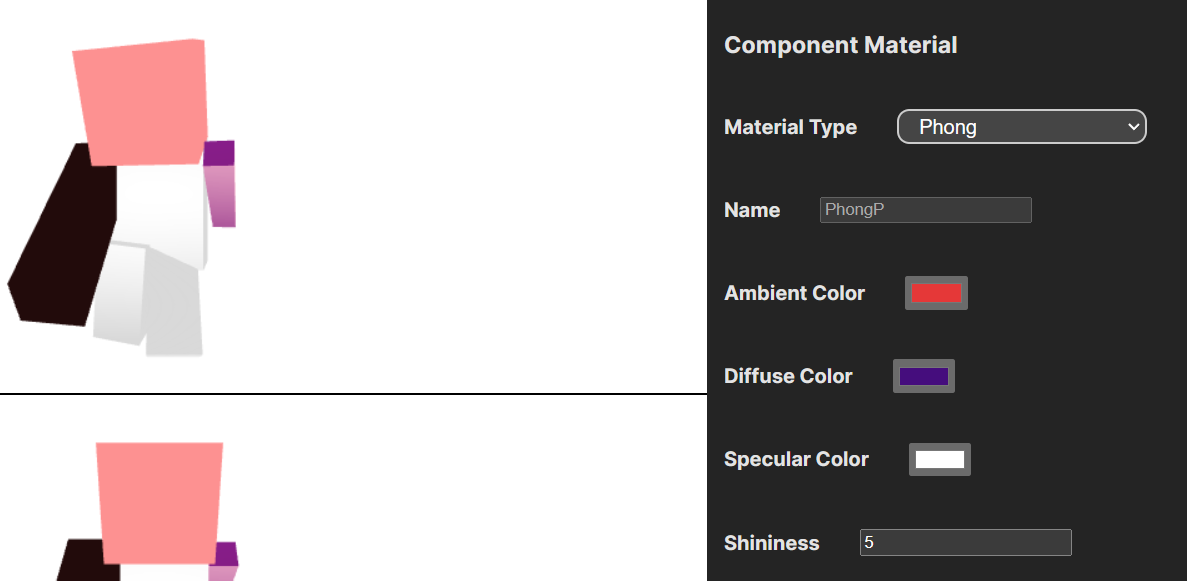 Component Material
Material Type Phong
Name PhongP
Ambient Color
Diffuse Color
Specular Color
Shininess 5